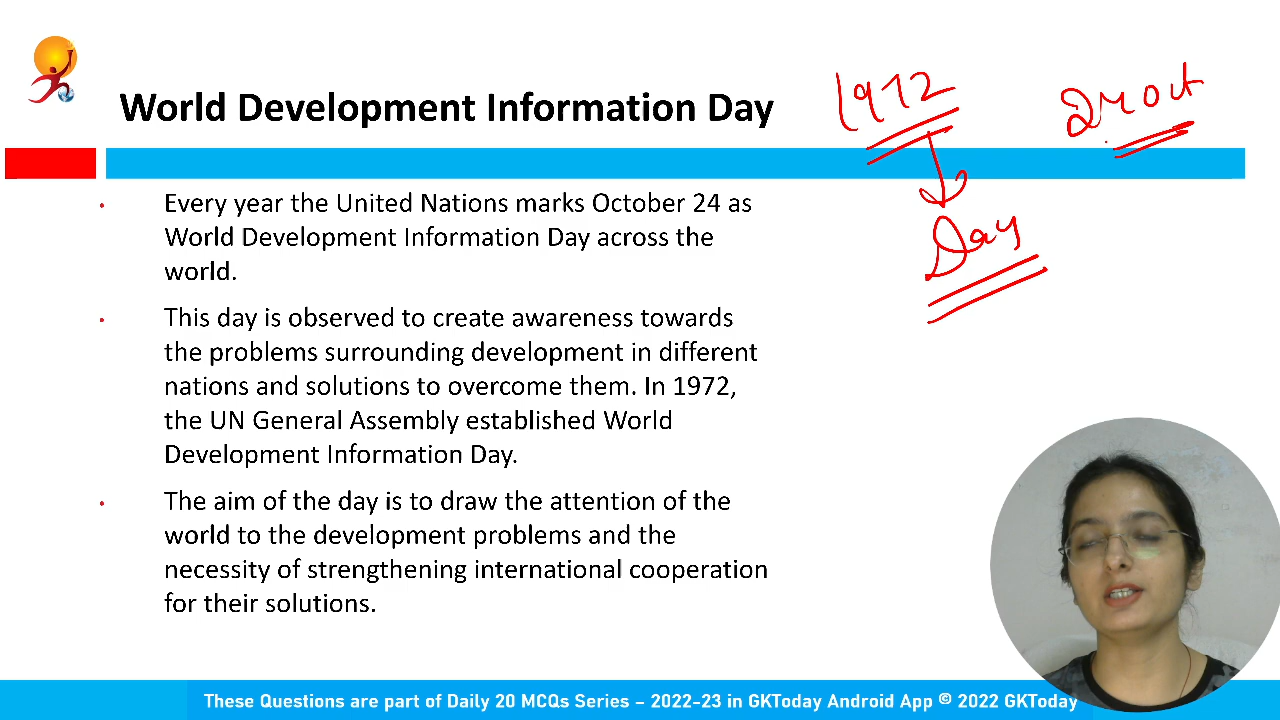 World Development Information Day
1972
24 Oct
Day
• Every year the United Nations marks October 24 as
World Development Information Day across the
world.
• This day is observed to create awareness towards
the problems surrounding development in different
nations and solutions to overcome them. In 1972,
the UN General Assembly established World
Development Information Day.
• The aim of the day is to draw the attention of the
world to the development problems and the
necessity of strengthening international cooperation
for their solutions.
These Questions are part of Daily 20 MCQs Series – 2022-23 in GKToday Android App © 2022 GKToday